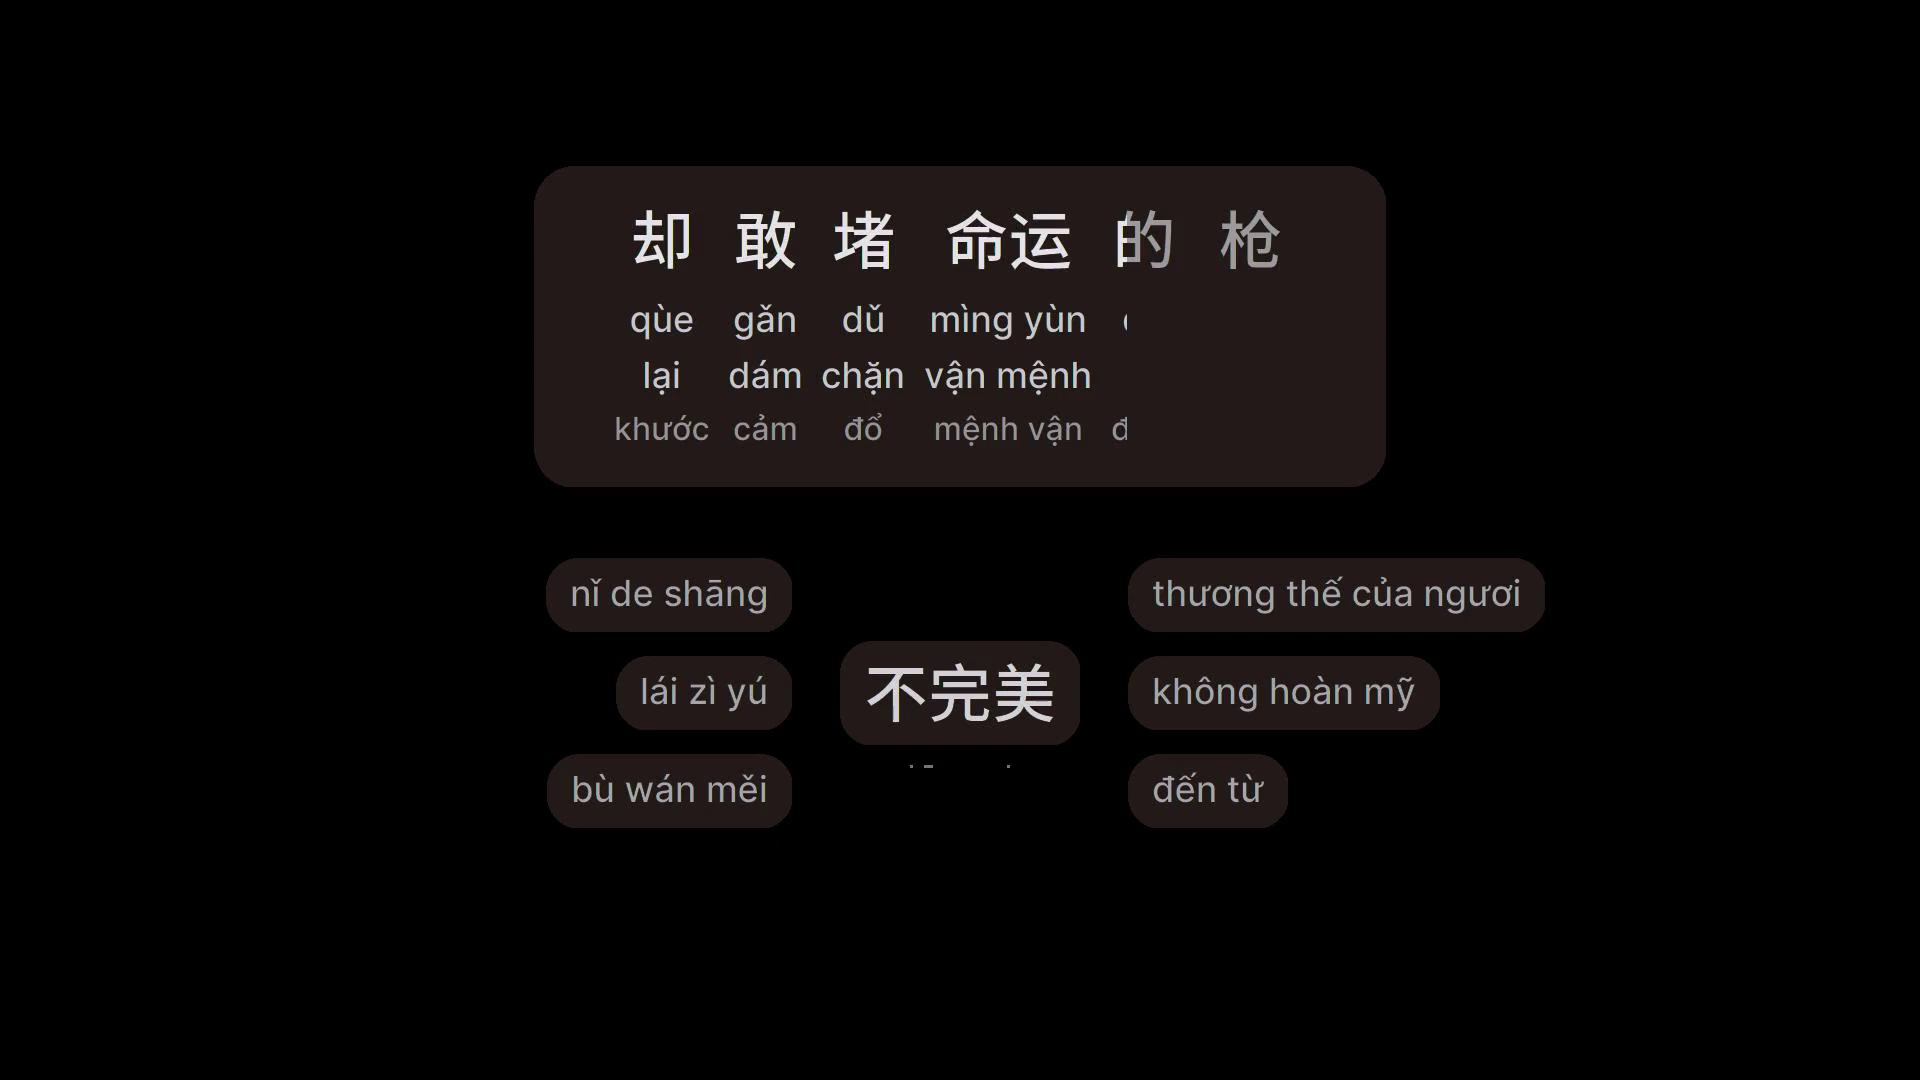 却 敢 堵 命运 的 枪
qùe gǎn dǔ mìng yùn
lại dám chặn vận mệnh
khước cảm đổ mệnh vận đ
nǐ de shāng
thương thế của ngươi
lái zì yú
不完美
không hoàn mỹ
bù wán měi
đến từ